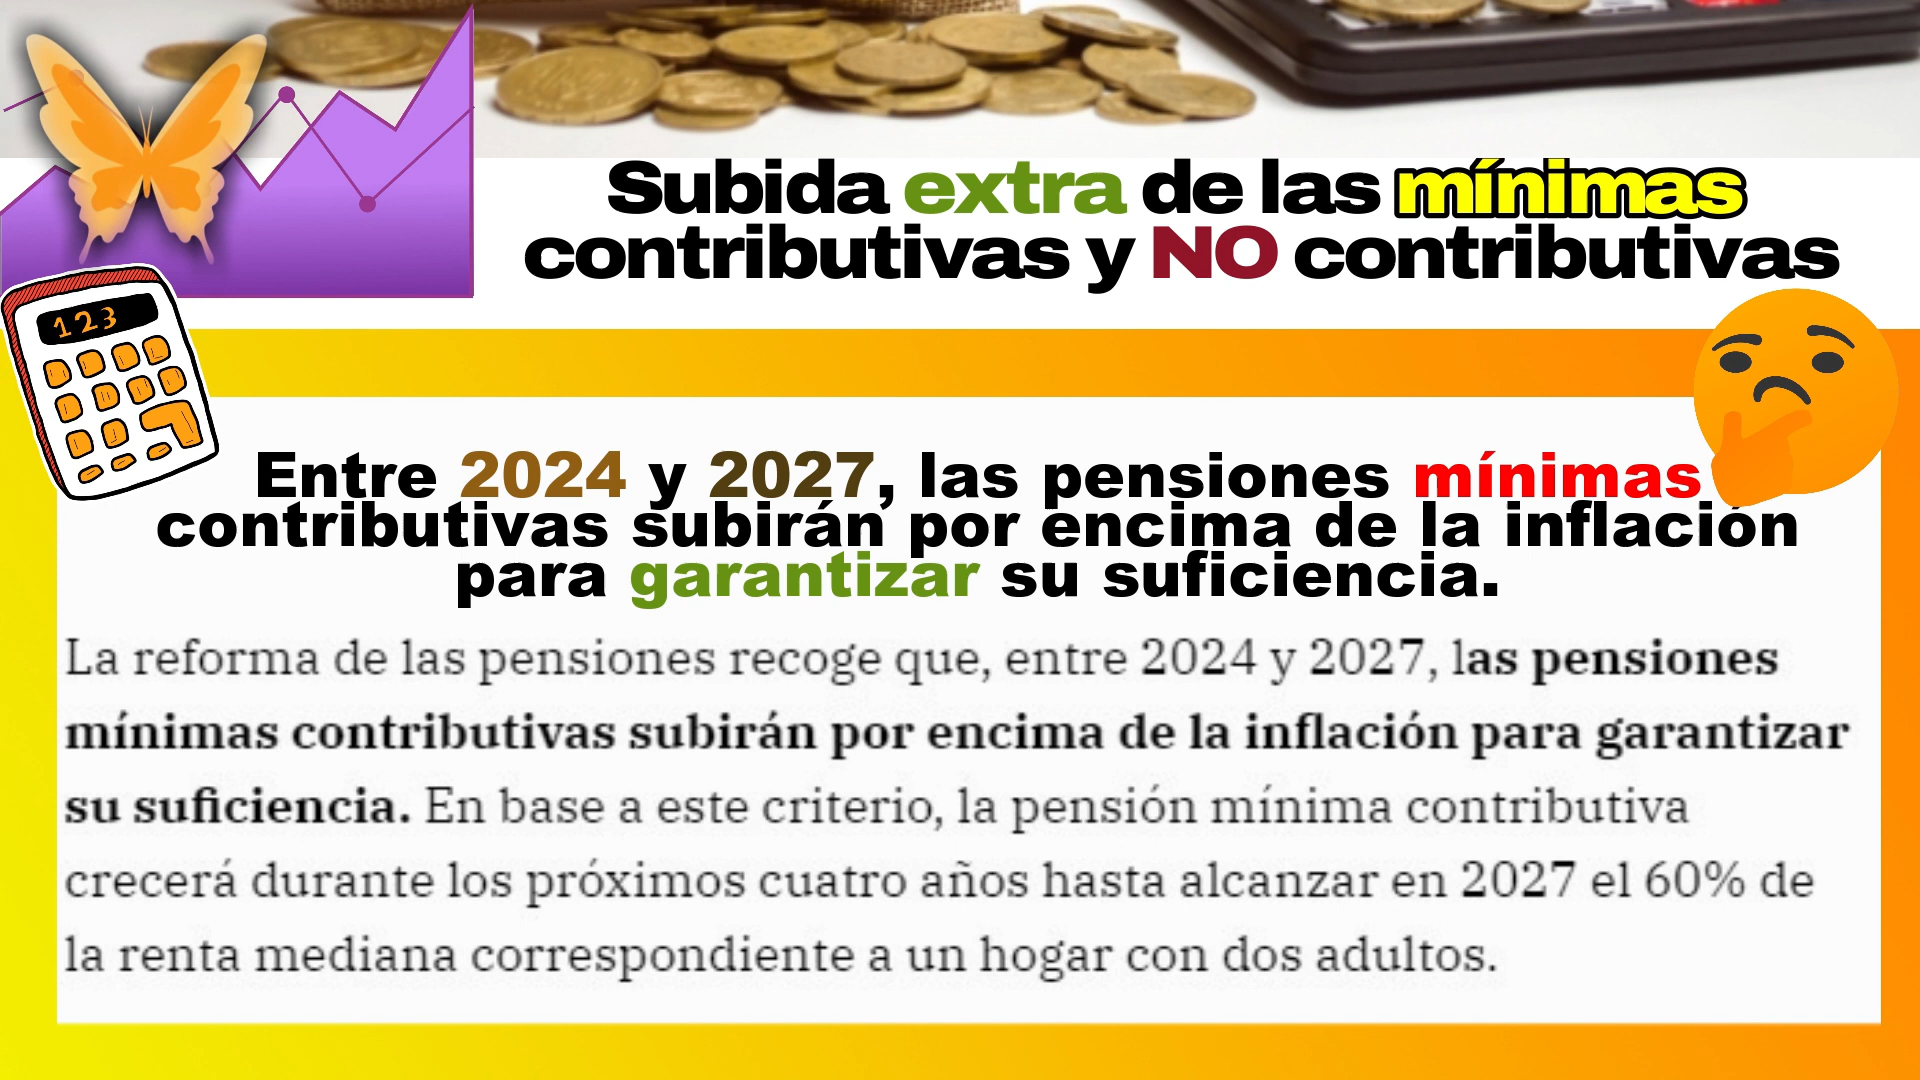 Subida extra de las mínimas
contributivas y NO contributivas
123
Entre 2024 y 2027, las pensiones mínimas
contributivas subirán por encima de la inflación
para garantizar su suficiencia.
La reforma de las pensiones recoge que, entre 2024 y 2027, las pensiones
mínimas contributivas subirán por encima de la inflación para garantizar
su suficiencia. En base a este criterio, la pensión mínima contributiva
crecerá durante los próximos cuatro años hasta alcanzar en 2027 el 60% de
la renta mediana correspondiente a un hogar con dos adultos.